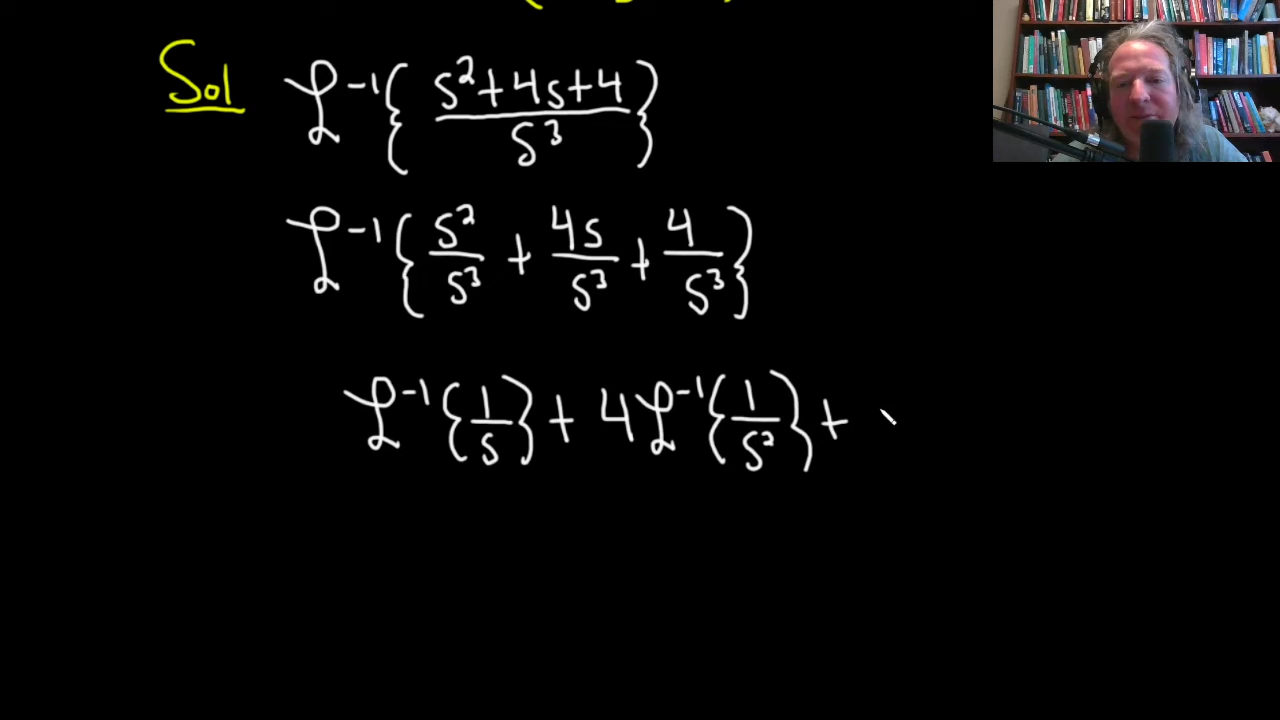 Sol ℒ⁻¹{ (s²+4s+4)/s³ }
ℒ⁻¹{ s²/s³ + 4s/s³ + 4/s³ }
ℒ⁻¹{ 1/s } + 4ℒ⁻¹{ 1/s² } +